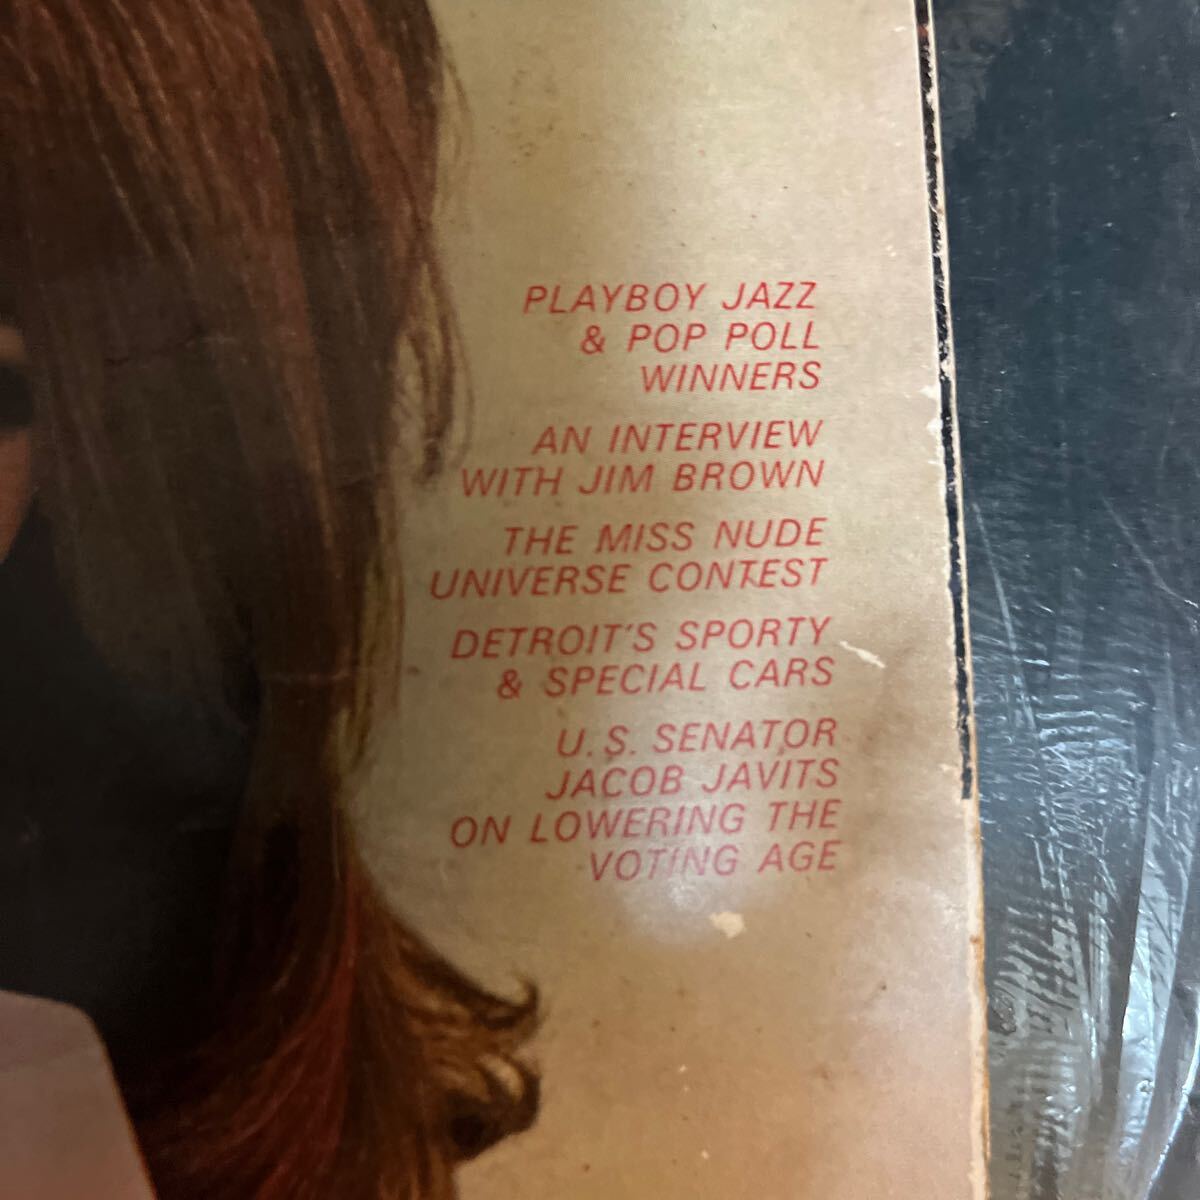 PLAYBOY JAZZ
& POP POLL
WINNERS
AN INTERVIEW
WITH JIM BROWN
THE MISS NUDE
UNIVERSE CONTEST
DETROIT'S SPORTY
& SPECIAL CARS
U.S. SENATOR
JACOB JAVITS
ON LOWERING THE
VOTING AGE